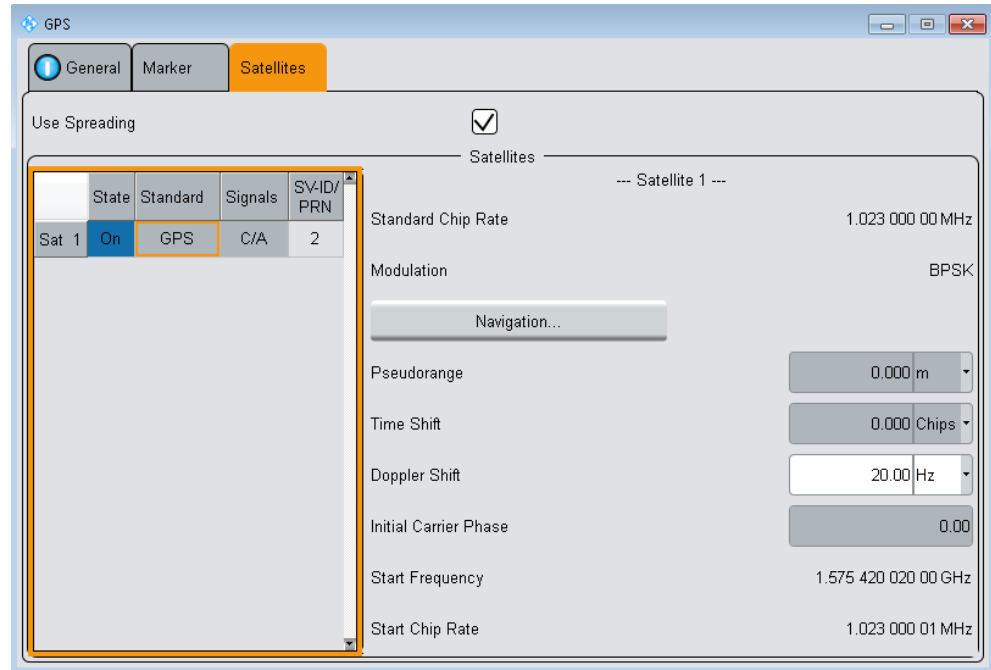 GPS
General Marker Satellites
Use Spreading
Satellites
State Standard Signals SV-ID/
PRN
Sat 1 On GPS C/A 2
--- Satellite 1 ---
Standard Chip Rate 1.023 000 00 MHz
Modulation BPSK
Navigation...
Pseudorange 0.000 m
Time Shift 0.000 Chips
Doppler Shift 20.00 Hz
Initial Carrier Phase 0.00
Start Frequency 1.575 420 020 00 GHz
Start Chip Rate 1.023 000 01 MHz